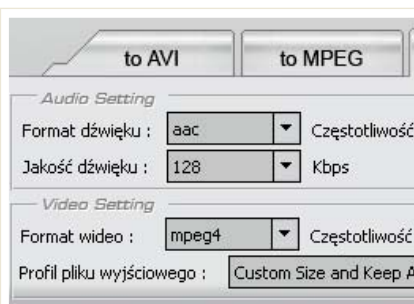 to AVI to MPEG
Audio Setting
Format dźwięku : aac Częstotliwość
Jakość dźwięku : 128 Kbps
Video Setting
Format wideo : mpeg4 Częstotliwość
Profil pliku wyjściowego : Custom Size and Keep A